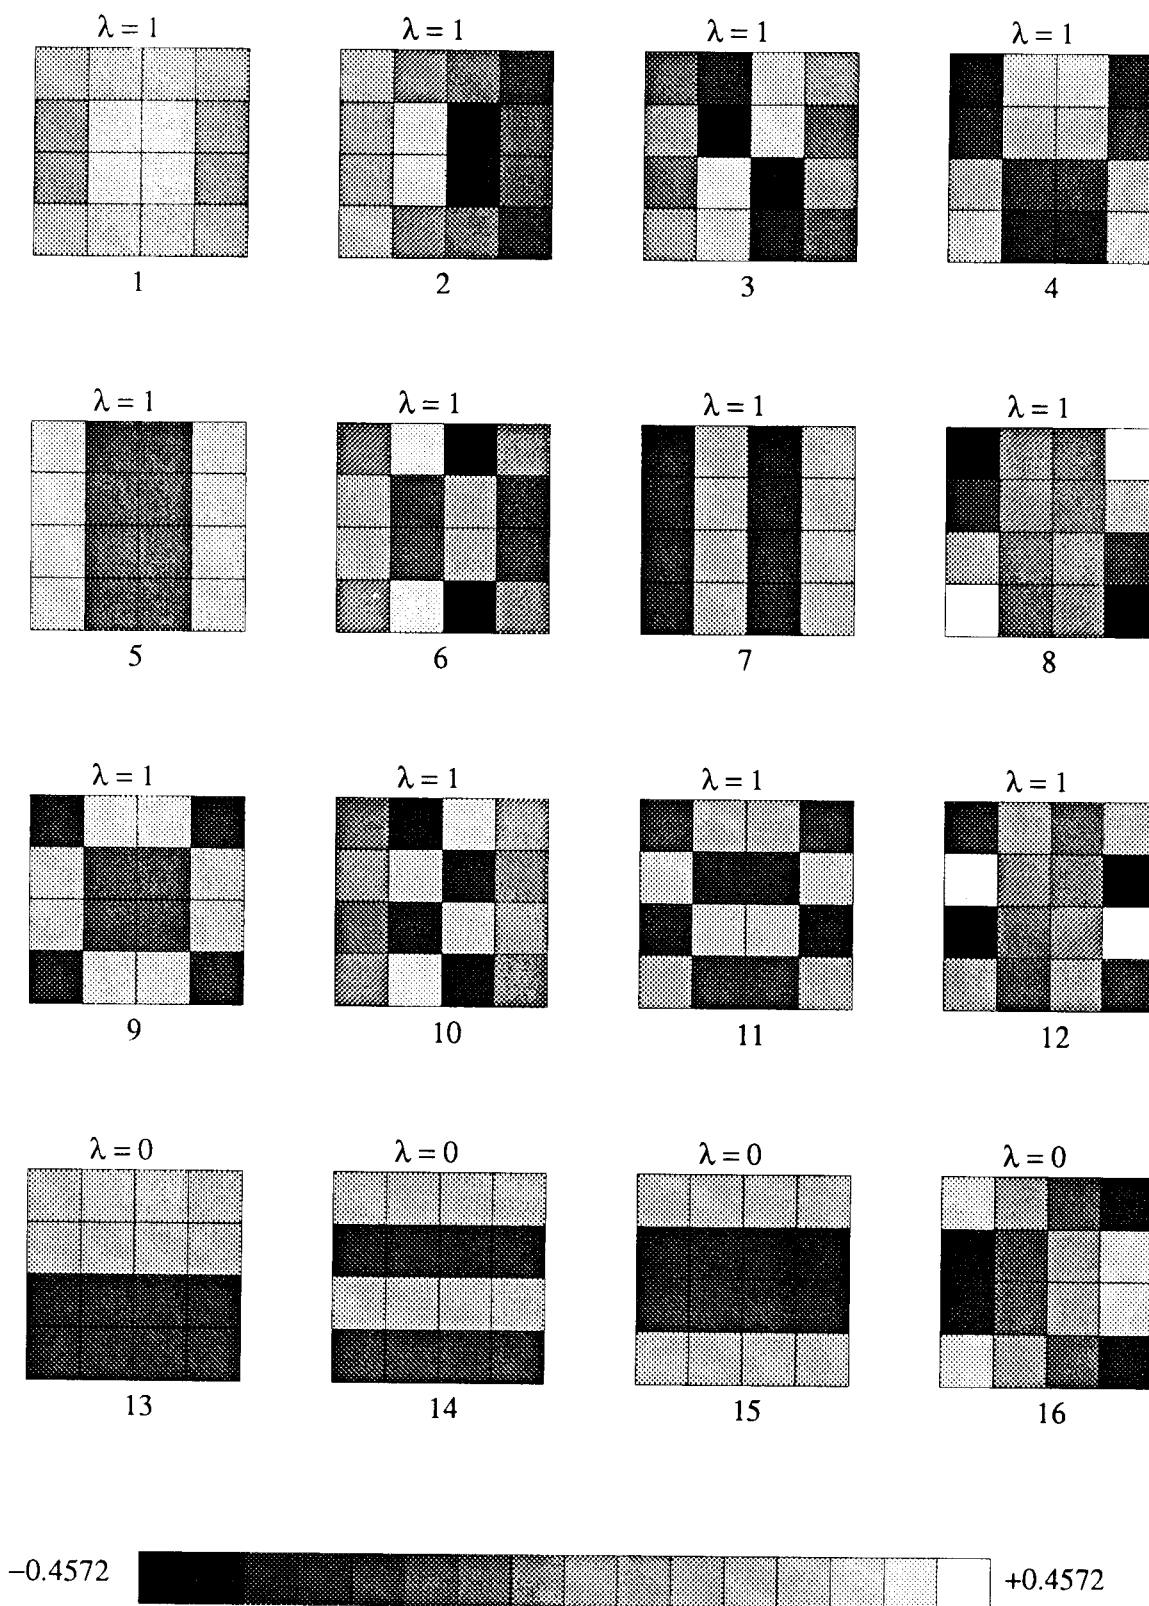 λ = 1 λ = 1 λ = 1 λ = 1
1 2 3 4
λ = 1 λ = 1 λ = 1 λ = 1
5 6 7 8
λ = 1 λ = 1 λ = 1 λ = 1
9 10 11 12
λ = 0 λ = 0 λ = 0 λ = 0
13 14 15 16
−0.4572 +0.4572